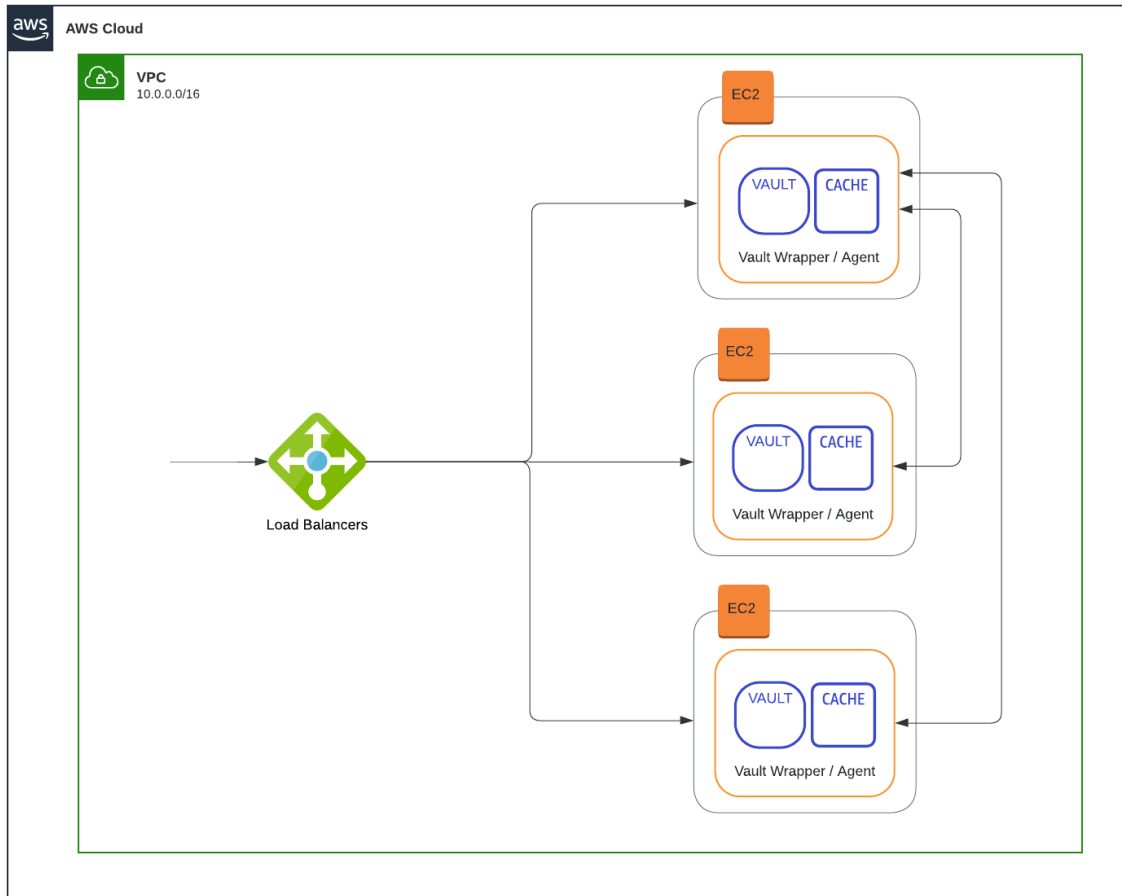 aws
AWS Cloud
VPC
10.0.0.0/16
EC2
VAULT
CACHE
Vault Wrapper / Agent
EC2
VAULT
CACHE
Vault Wrapper / Agent
Load Balancers
EC2
VAULT
CACHE
Vault Wrapper / Agent